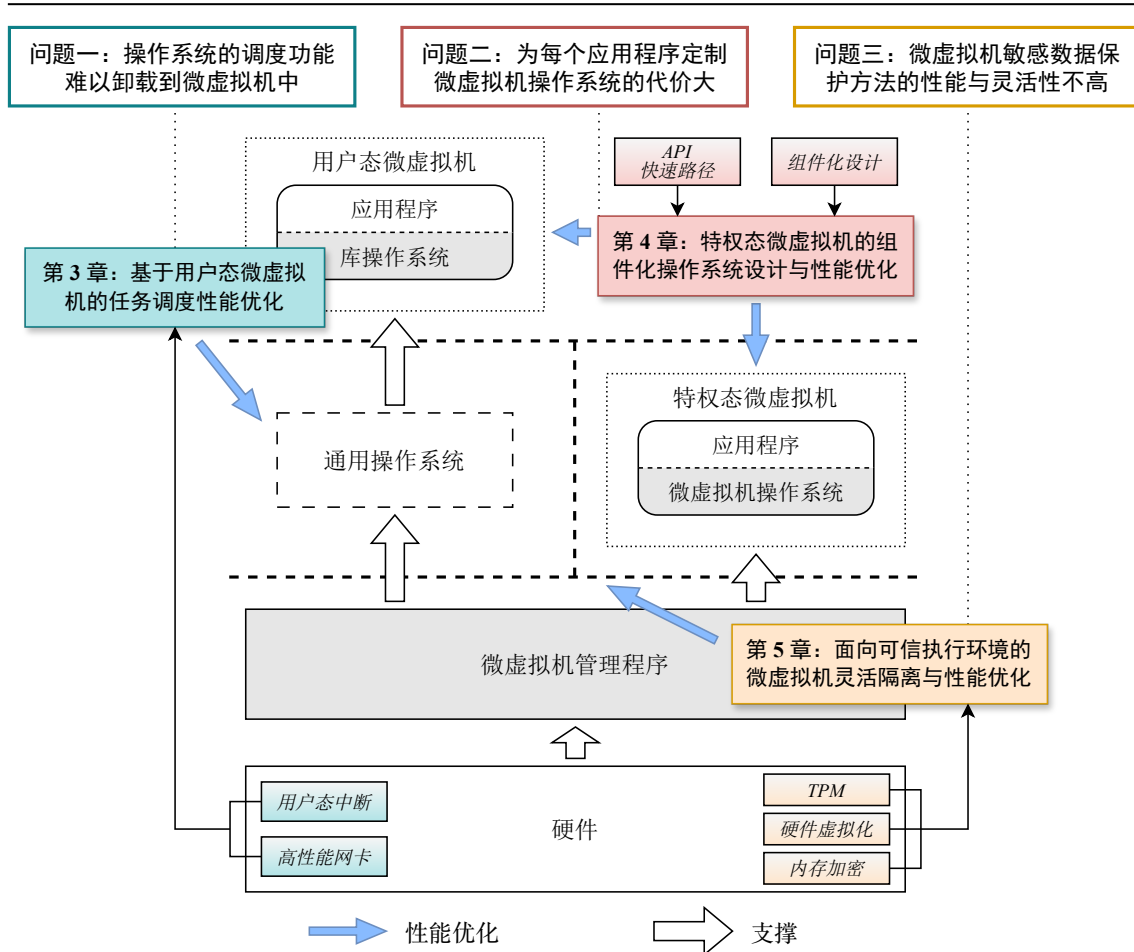 问题一：操作系统的调度功能
难以卸载到微虚拟机中
问题二：为每个应用程序定制
微虚拟机操作系统的代价大
问题三：微虚拟机敏感数据保
护方法的性能与灵活性不高
用户态微虚拟机
应用程序
库操作系统
API
快速路径
组件化设计
第 3 章：基于用户态微虚拟
机的任务调度性能优化
第 4 章：特权态微虚拟机的组
件化操作系统设计与性能优化
通用操作系统
特权态微虚拟机
应用程序
微虚拟机操作系统
微虚拟机管理程序
第 5 章：面向可信执行环境的
微虚拟机灵活隔离与性能优化
用户态中断
高性能网卡
硬件
TPM
硬件虚拟化
内存加密
性能优化
支撑